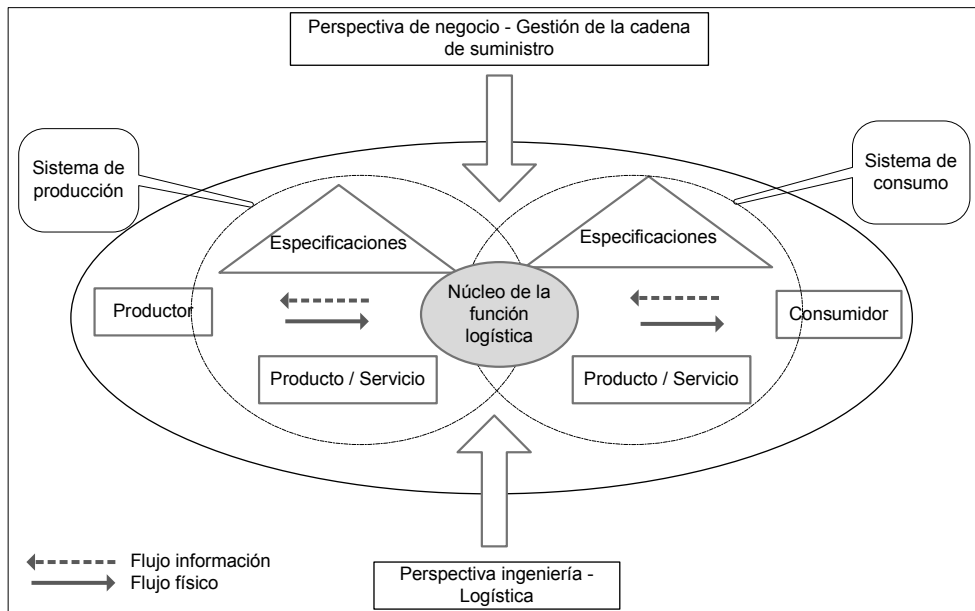 Perspectiva de negocio - Gestión de la cadena
de suministro
Sistema de
producción
Sistema de
consumo
Especificaciones
Especificaciones
Núcleo de la
función
logística
Productor
Consumidor
Producto / Servicio
Producto / Servicio
Flujo información
Flujo físico
Perspectiva ingeniería -
Logística